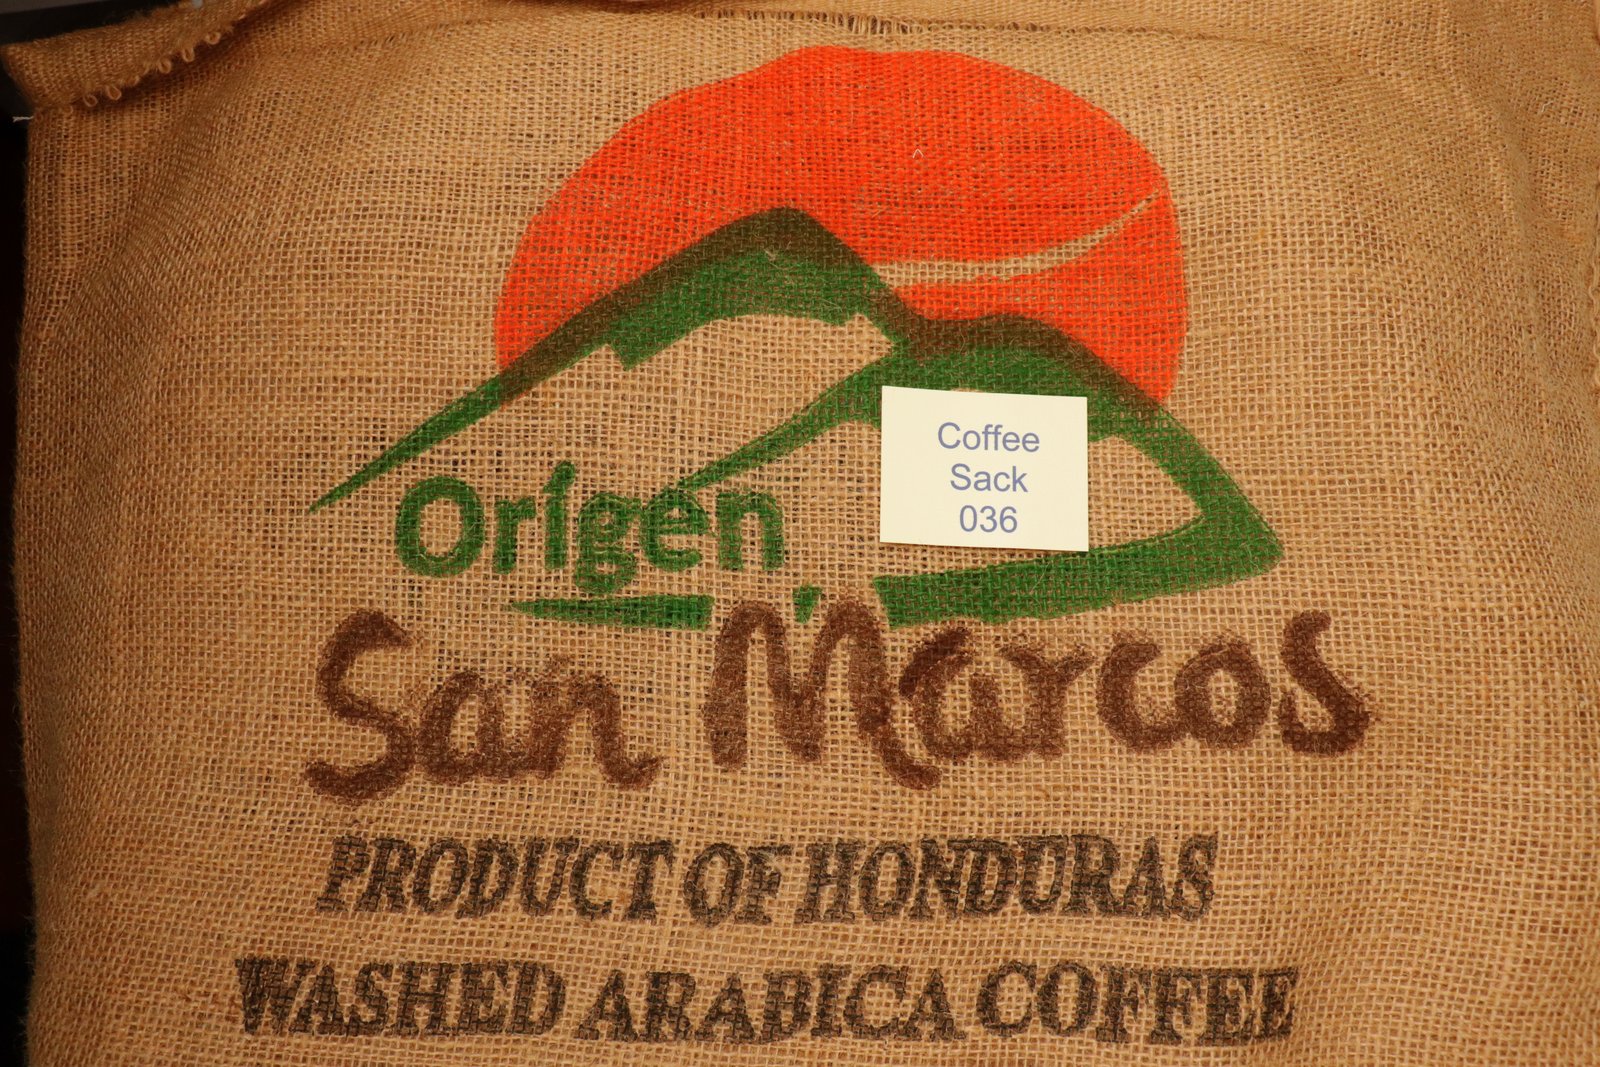 Coffee
Sack
036
Origen
San Marcos
PRODUCT OF HONDURAS
WASHED ARABICA COFFEE